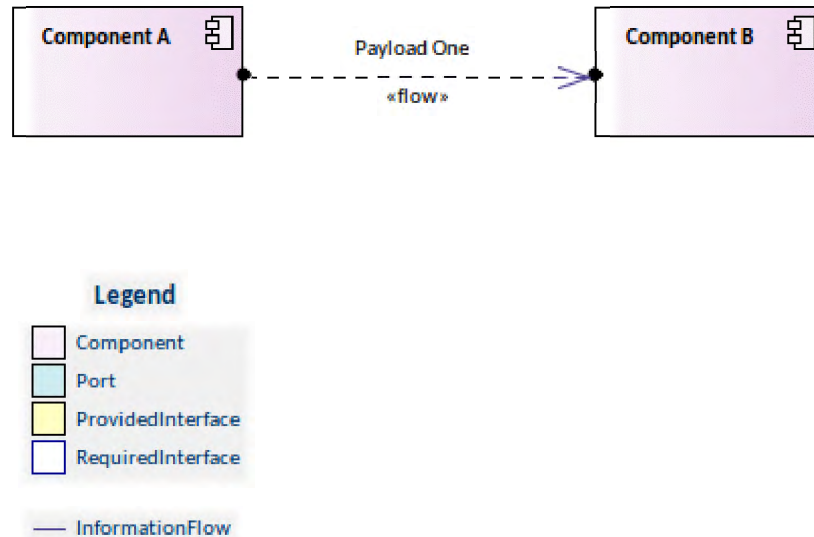 Component A
Payload One
«flow»
Component B
Legend
Component
Port
ProvidedInterface
RequiredInterface
InformationFlow